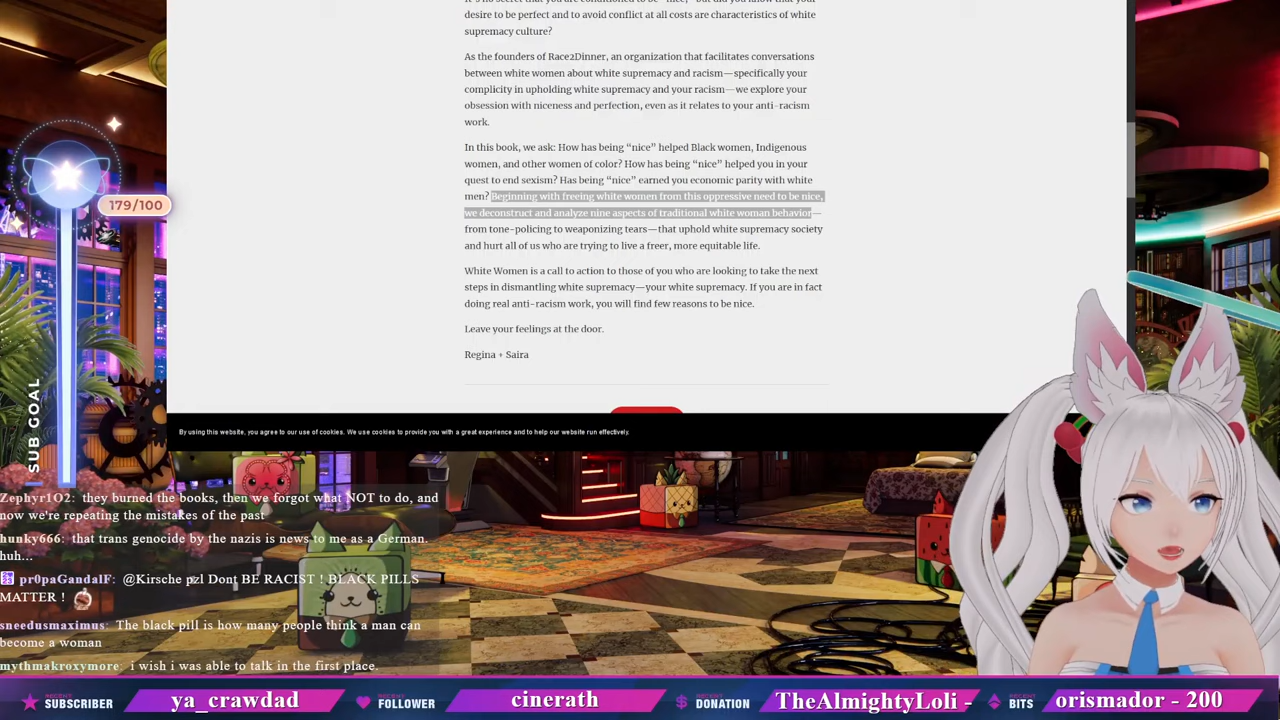 It's no secret that you are conditioned to be "nice," but did you know that your
desire to be perfect and to avoid conflict at all costs are characteristics of white
supremacy culture?
As the founders of Race2Dinner, an organization that facilitates conversations
between white women about white supremacy and racism—specifically your
complicity in upholding white supremacy and your racism—we explore your
obsession with niceness and perfection, even as it relates to your anti-racism
work.
In this book, we ask: How has being “nice” helped Black women, Indigenous
women, and other women of color? How has being “nice” helped you in your
quest to end sexism? Has being “nice” earned you economic parity with white
men? Beginning with freeing white women from this oppressive need to be nice,
we deconstruct and analyze nine aspects of traditional white woman behavior—
from tone-policing to weaponizing tears—that uphold white supremacy society
and hurt all of us who are trying to live a freer, more equitable life.
White Women is a call to action to those of you who are looking to take the next
steps in dismantling white supremacy—your white supremacy. If you are in fact
doing real anti-racism work, you will find few reasons to be nice.
Leave your feelings at the door.
Regina + Saira
By using this website, you agree to our use of cookies. We use cookies to provide you with a great experience and to help our website run effectively.
179/100
SUB GOAL
Zephyr1O2: they burned the books, then we forgot what NOT to do, and
now we're repeating the mistakes of the past
hunky666: that trans genocide by the nazis is news to me as a German.
huh...
pr0paGandalF: @Kirsche pzl Dont BE RACIST ! BLACK PILLS
MATTER !
sneedusmaximus: The black pill is how many people think a man can
become a woman
mythmakroxymore: i wish i was able to talk in the first place.
RECENT
SUBSCRIBER
ya_crawdad
RECENT
FOLLOWER
cinerath
RECENT
DONATION
TheAlmightyLoli -
RECENT
BITS
orismador - 200